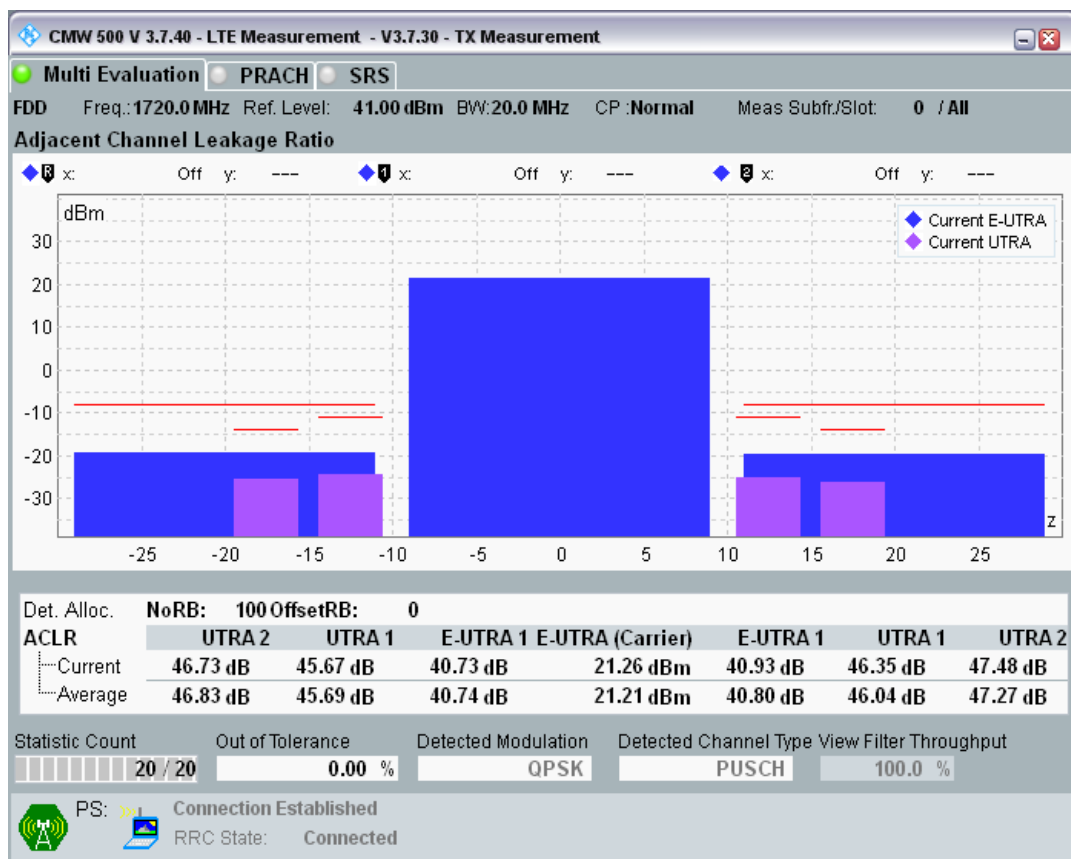 CMW 500 V 3.7.40 - LTE Measurement - V3.7.30 - TX Measurement
Multi Evaluation PRACH SRS
FDD Freq.: 1720.0 MHz Ref. Level: 41.00 dBm BW: 20.0 MHz CP :Normal Meas Subfr./Slot: 0 / All
Adjacent Channel Leakage Ratio
R x: Off y: --- 1 x: Off y: --- 2 x: Off y: ---
dBm
Current E-UTRA
Current UTRA
30
20
10
0
-10
-20
-30
z
-25 -20 -15 -10 -5 0 5 10 15 20 25
Det. Alloc. NoRB: 100 OffsetRB: 0
ACLR UTRA 2 UTRA 1 E-UTRA 1 E-UTRA (Carrier) E-UTRA 1 UTRA 1 UTRA 2
Current 46.73 dB 45.67 dB 40.73 dB 21.26 dBm 40.93 dB 46.35 dB 47.48 dB
Average 46.83 dB 45.69 dB 40.74 dB 21.21 dBm 40.80 dB 46.04 dB 47.27 dB
Statistic Count Out of Tolerance Detected Modulation Detected Channel Type View Filter Throughput
20 / 20 0.00 % QPSK PUSCH 100.0 %
PS: Connection Established
RRC State: Connected